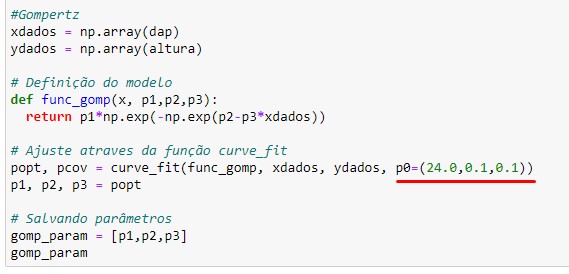 #Gompertz
xdados = np.array(dap)
ydados = np.array(altura)
# Definição do modelo
def func_gomp(x, p1,p2,p3):
  return p1*np.exp(-np.exp(p2-p3*xdados))
# Ajuste atraves da função curve_fit
popt, pcov = curve_fit(func_gomp, xdados, ydados, p0=(24.0,0.1,0.1))
p1, p2, p3 = popt
# Salvando parâmetros
gomp_param = [p1,p2,p3]
gomp_param